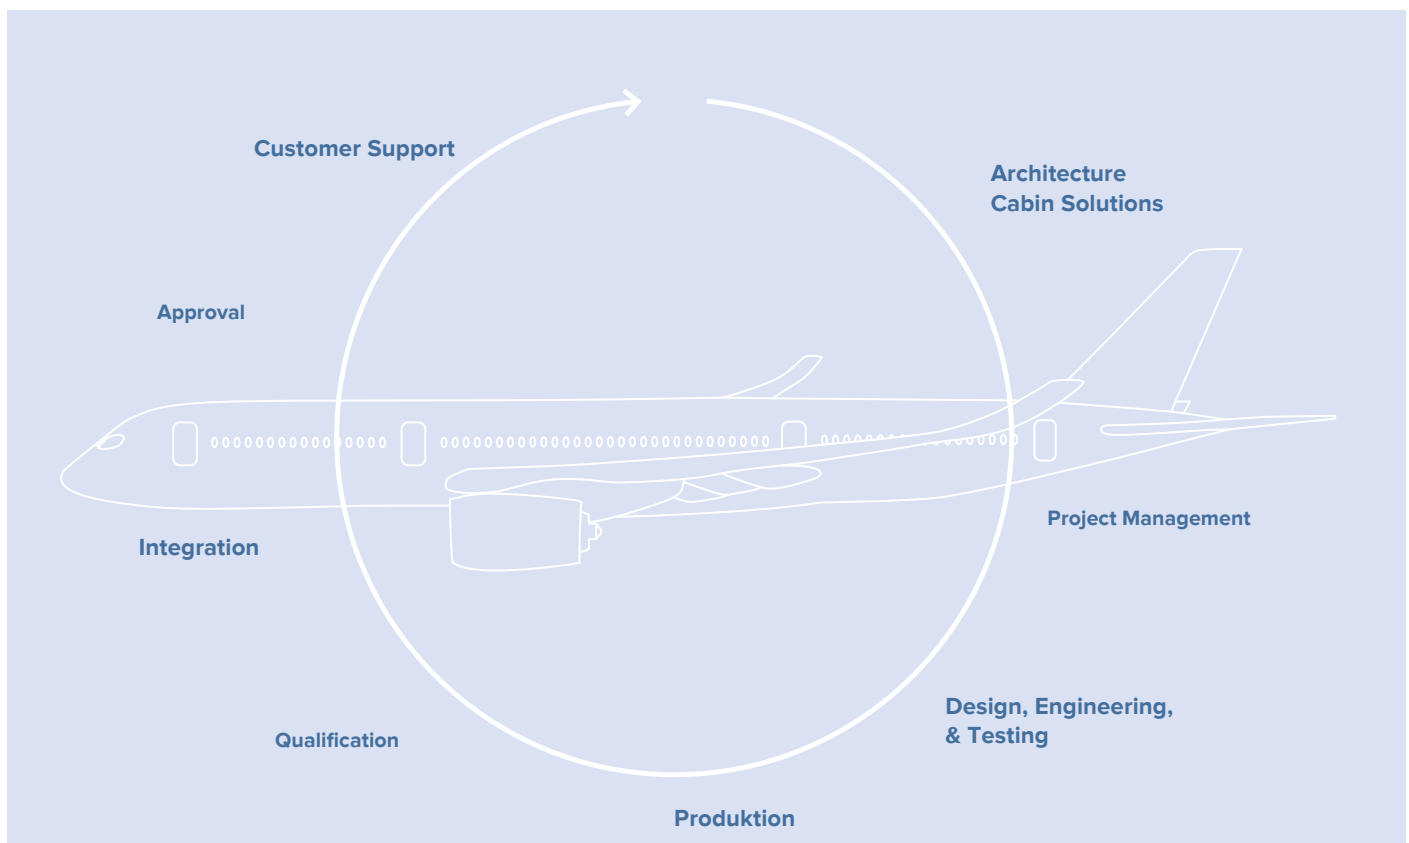 Customer Support
Architecture
Cabin Solutions
Approval
Project Management
Integration
Design, Engineering,
& Testing
Qualification
Produktion